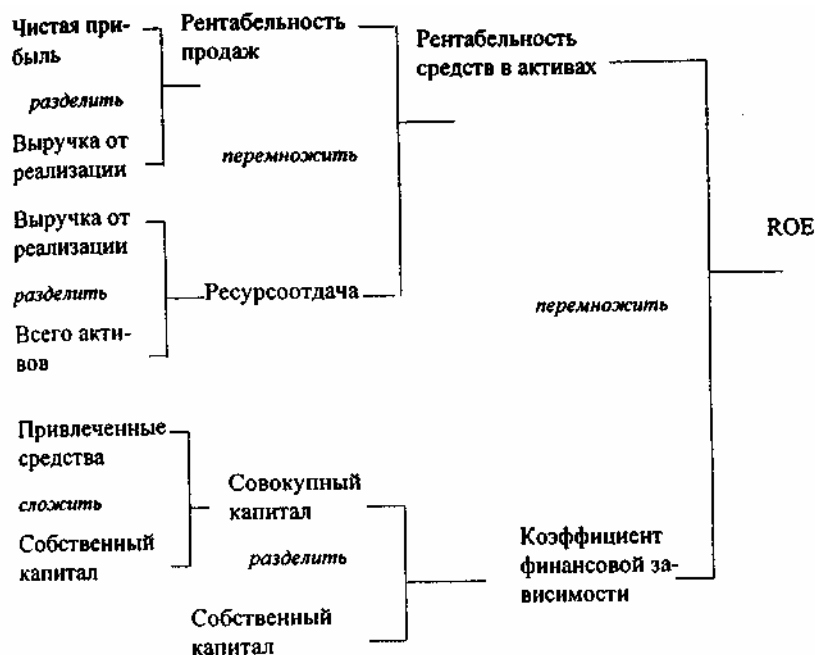 Чистая при-
быль
разделить
Выручка от
реализации
Рентабельность
продаж
перемножить
Рентабельность
средств в активах
Выручка от
реализации
разделить
Всего акти-
вов
Ресурсоотдача
перемножить
ROE
Привлеченные
средства
сложить
Собственный
капитал
Совокупный
капитал
разделить
Собственный
капитал
Коэффициент
финансовой за-
висимости